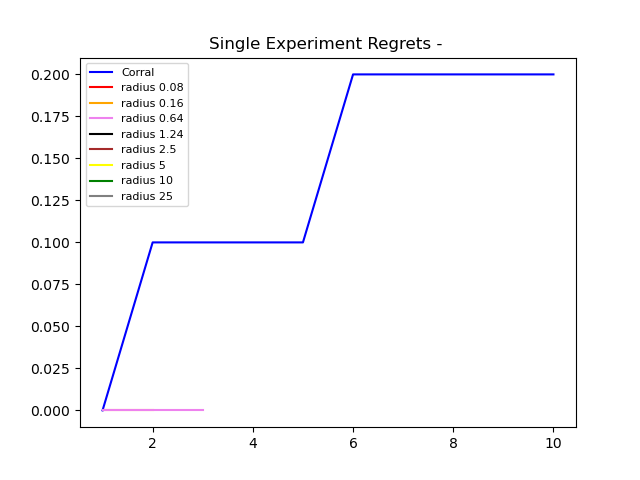 Single Experiment Regrets -
0.200
0.175
0.150
0.125
0.100
0.075
0.050
0.025
0.000
Corral
radius 0.08
radius 0.16
radius 0.64
radius 1.24
radius 2.5
radius 5
radius 10
radius 25
2 4 6 8 10